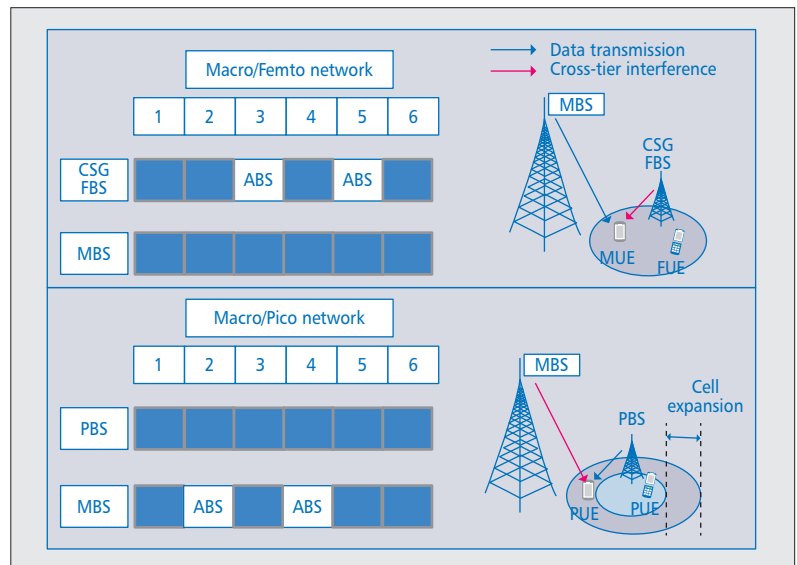 Macro/Femto network
Data transmission
Cross-tier interference
1 2 3 4 5 6
MBS
CSG
FBS
CSG
FBS
ABS ABS
MBS
MUE
FUE
Macro/Pico network
1 2 3 4 5 6
MBS
Cell
expansion
PBS
PBS
MBS
ABS ABS
PUE
PUE